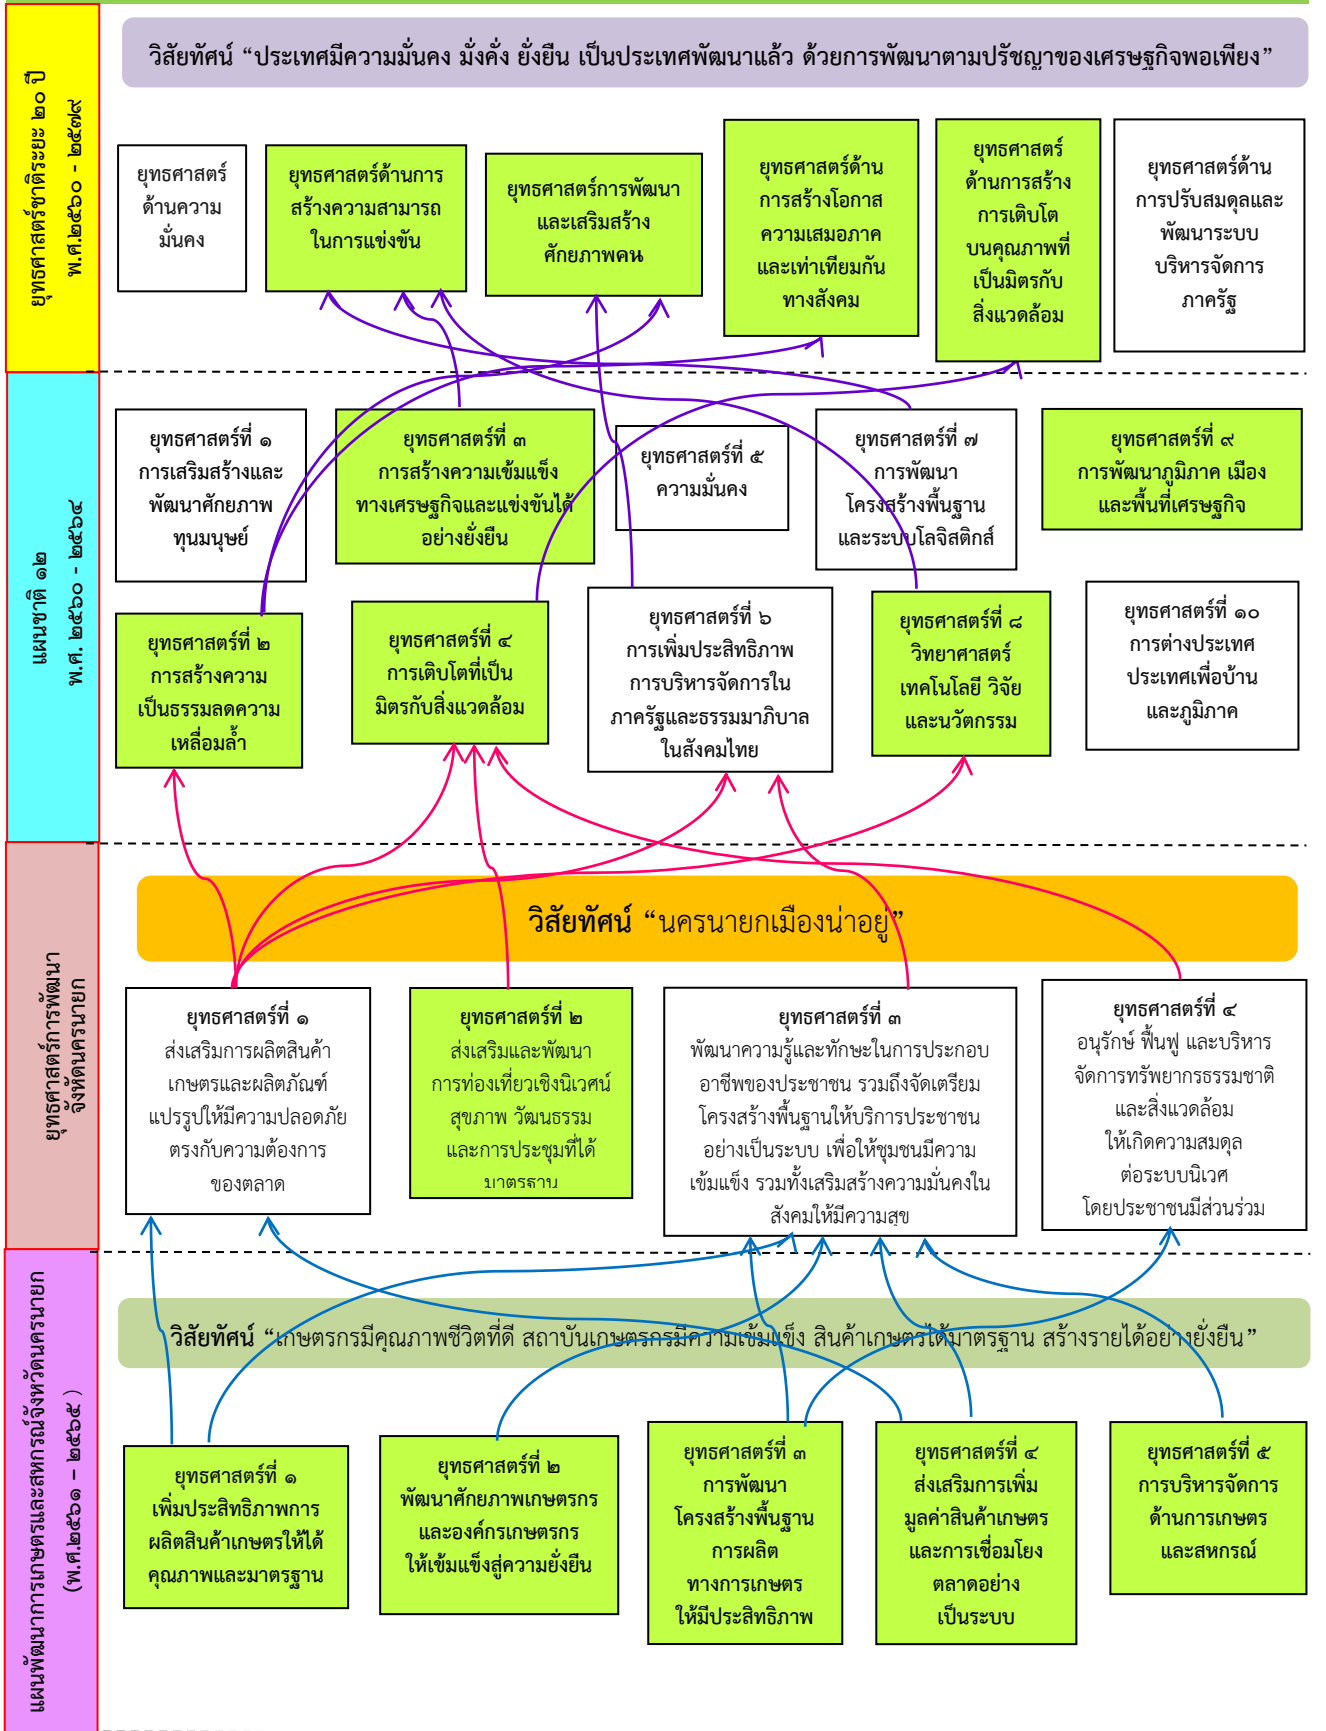 ยุทธศาสตร์ชาติระยะ ๒๐ ปี
พ.ศ.๒๕๖๐ - ๒๕๗๙
วิสัยทัศน์ “ประเทศมีความมั่นคง มั่งคั่ง ยั่งยืน เป็นประเทศพัฒนาแล้ว ด้วยการพัฒนาตามปรัชญาของเศรษฐกิจพอเพียง”
ยุทธศาสตร์
ด้านความ
มั่นคง
ยุทธศาสตร์ด้านการ
สร้างความสามารถ
ในการแข่งขัน
ยุทธศาสตร์การพัฒนา
และเสริมสร้าง
ศักยภาพคน
ยุทธศาสตร์ด้าน
การสร้างโอกาส
ความเสมอภาค
และเท่าเทียมกัน
ทางสังคม
ยุทธศาสตร์
ด้านการสร้าง
การเติบโต
บนคุณภาพที่
เป็นมิตรกับ
สิ่งแวดล้อม
ยุทธศาสตร์ด้าน
การปรับสมดุลและ
พัฒนาระบบ
บริหารจัดการ
ภาครัฐ
แผนชาติ ๑๒
พ.ศ. ๒๕๖๐ - ๒๕๖๔
ยุทธศาสตร์ที่ ๑
การเสริมสร้างและ
พัฒนาศักยภาพ
ทุนมนุษย์
ยุทธศาสตร์ที่ ๓
การสร้างความเข้มแข็ง
ทางเศรษฐกิจและแข่งขันได้
อย่างยั่งยืน
ยุทธศาสตร์ที่ ๕
ความมั่นคง
ยุทธศาสตร์ที่ ๗
การพัฒนา
โครงสร้างพื้นฐาน
และระบบโลจิสติกส์
ยุทธศาสตร์ที่ ๙
การพัฒนาภูมิภาค เมือง
และพื้นที่เศรษฐกิจ
ยุทธศาสตร์ที่ ๒
การสร้างความ
เป็นธรรมลดความ
เหลื่อมล้ำ
ยุทธศาสตร์ที่ ๔
การเติบโตที่เป็น
มิตรกับสิ่งแวดล้อม
ยุทธศาสตร์ที่ ๖
การเพิ่มประสิทธิภาพ
การบริหารจัดการใน
ภาครัฐและธรรมมาภิบาล
ในสังคมไทย
ยุทธศาสตร์ที่ ๘
วิทยาศาสตร์
เทคโนโลยี วิจัย
และนวัตกรรม
ยุทธศาสตร์ที่ ๑๐
การต่างประเทศ
ประเทศเพื่อบ้าน
และภูมิภาค
ยุทธศาสตร์การพัฒนา
จังหัดนครนายก
วิสัยทัศน์ “นครนายกเมืองน่าอยู่”
ยุทธศาสตร์ที่ ๑
ส่งเสริมการผลิตสินค้า
เกษตรและผลิตภัณฑ์
แปรรูปให้มีความปลอดภัย
ตรงกับความต้องการ
ของตลาด
ยุทธศาสตร์ที่ ๒
ส่งเสริมและพัฒนา
การท่องเที่ยวเชิงนิเวศน์
สุขภาพ วัฒนธรรม
และการประชุมที่ได้
มาตรฐาน
ยุทธศาสตร์ที่ ๓
พัฒนาความรู้และทักษะในการประกอบ
อาชีพของประชาชน รวมถึงจัดเตรียม
โครงสร้างพื้นฐานให้บริการประชาชน
อย่างเป็นระบบ เพื่อให้ชุมชนมีความ
เข้มแข็ง รวมทั้งเสริมสร้างความมั่นคงใน
สังคมให้มีความสุข
ยุทธศาสตร์ที่ ๔
อนุรักษ์ ฟื้นฟู และบริหาร
จัดการทรัพยากรธรรมชาติ
และสิ่งแวดล้อม
ให้เกิดความสมดุล
ต่อระบบนิเวศ
โดยประชาชนมีส่วนร่วม
แผนพัฒนาการเกษตรและสหกรณ์จังหวัดนครนายก
(พ.ศ.๒๕๖๑ – ๒๕๖๕ )
วิสัยทัศน์ “เกษตรกรมีคุณภาพชีวิตที่ดี สถาบันเกษตรกรมีความเข้มแข็ง สินค้าเกษตรได้มาตรฐาน สร้างรายได้อย่างยั่งยืน”
ยุทธศาสตร์ที่ ๑
เพิ่มประสิทธิภาพการ
ผลิตสินค้าเกษตรให้ได้
คุณภาพและมาตรฐาน
ยุทธศาสตร์ที่ ๒
พัฒนาศักยภาพเกษตรกร
และองค์กรเกษตรกร
ให้เข้มแข็งสู่ความยั่งยืน
ยุทธศาสตร์ที่ ๓
การพัฒนา
โครงสร้างพื้นฐาน
การผลิต
ทางการเกษตร
ให้มีประสิทธิภาพ
ยุทธศาสตร์ที่ ๔
ส่งเสริมการเพิ่ม
มูลค่าสินค้าเกษตร
และการเชื่อมโยง
ตลาดอย่าง
เป็นระบบ
ยุทธศาสตร์ที่ ๕
การบริหารจัดการ
ด้านการเกษตร
และสหกรณ์